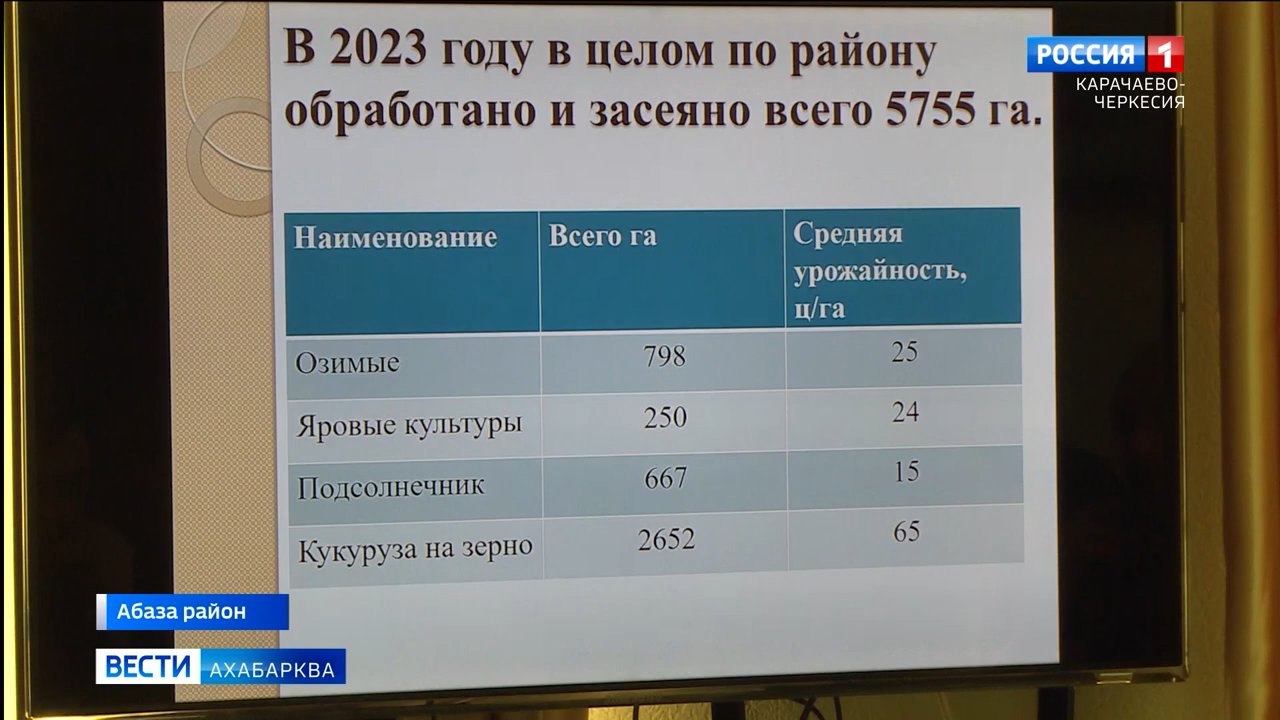 В 2023 году в целом по району
обработано и засеяно всего 5755 га.
РОССИЯ 1
КАРАЧАЕВО-
ЧЕРКЕСИЯ
Наименование Всего га Средняя
урожайность,
ц/га
Озимые 798 25
Яровые культуры 250 24
Подсолнечник 667 15
Кукуруза на зерно 2652 65
Абаза район
ВЕСТИ АХАБАРКВА